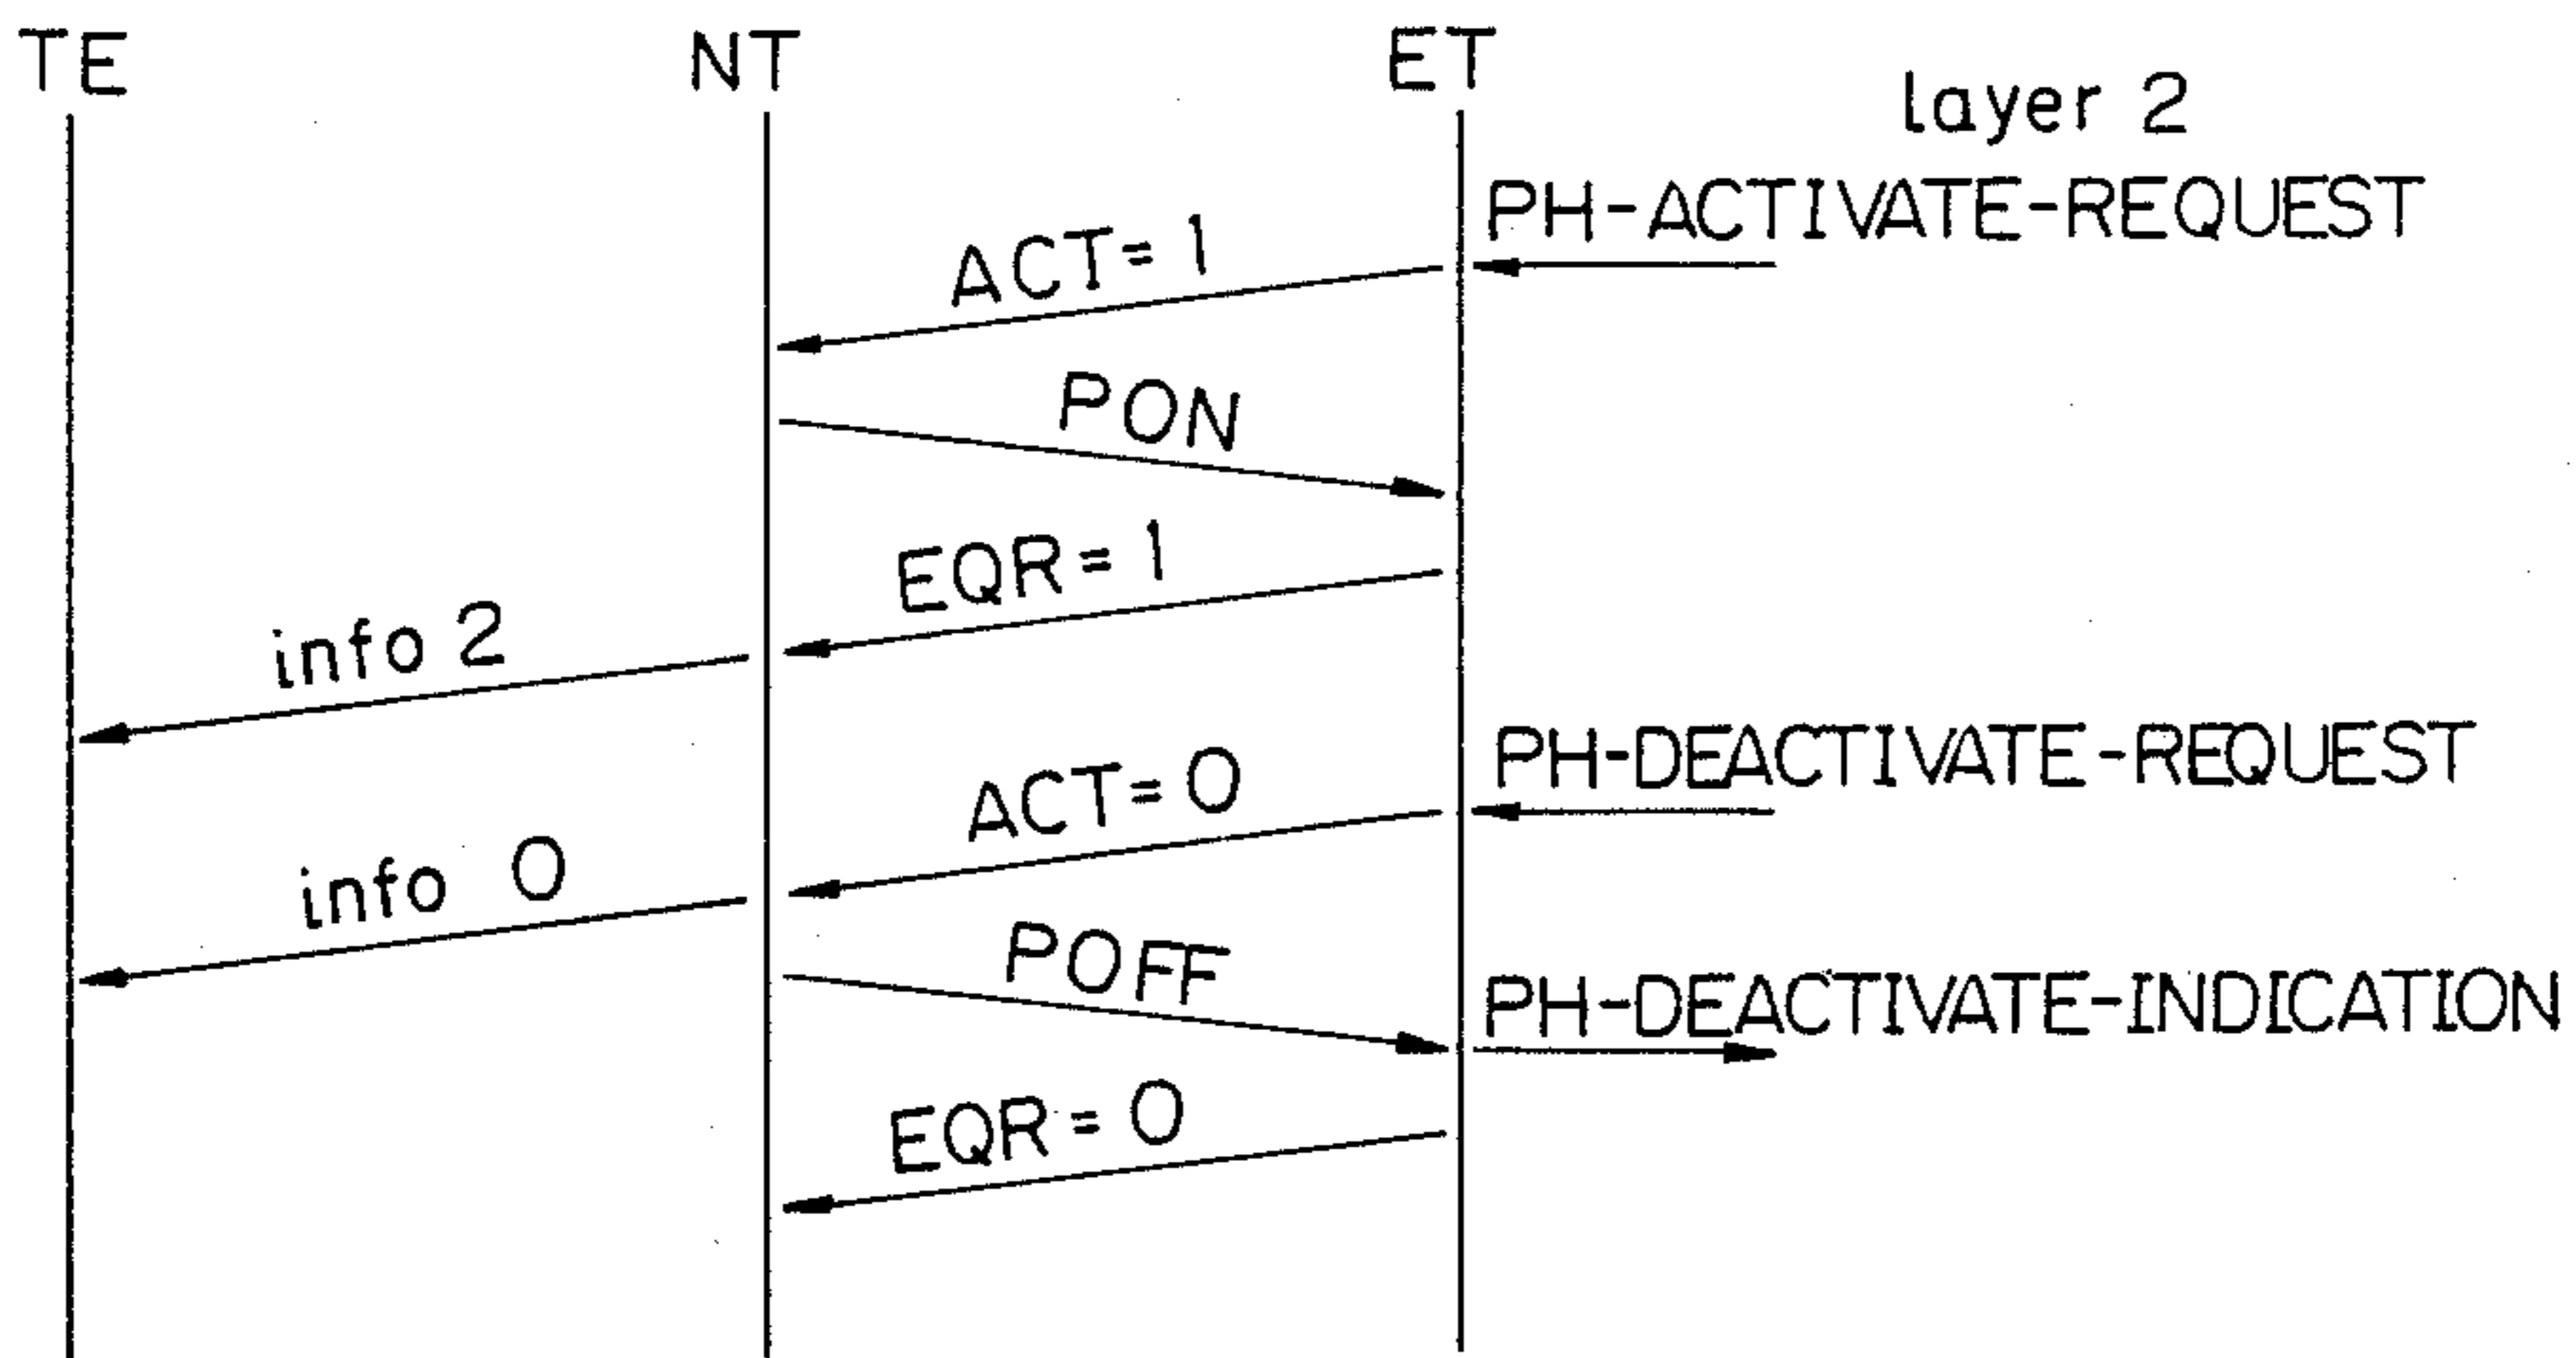 TE NT ET
layer 2
PH-ACTIVATE-REQUEST
ACT=1
PON
EQR=1
info 2
PH-DEACTIVATE-REQUEST
ACT=0
info 0
POFF
PH-DEACTIVATE-INDICATION
EQR=0